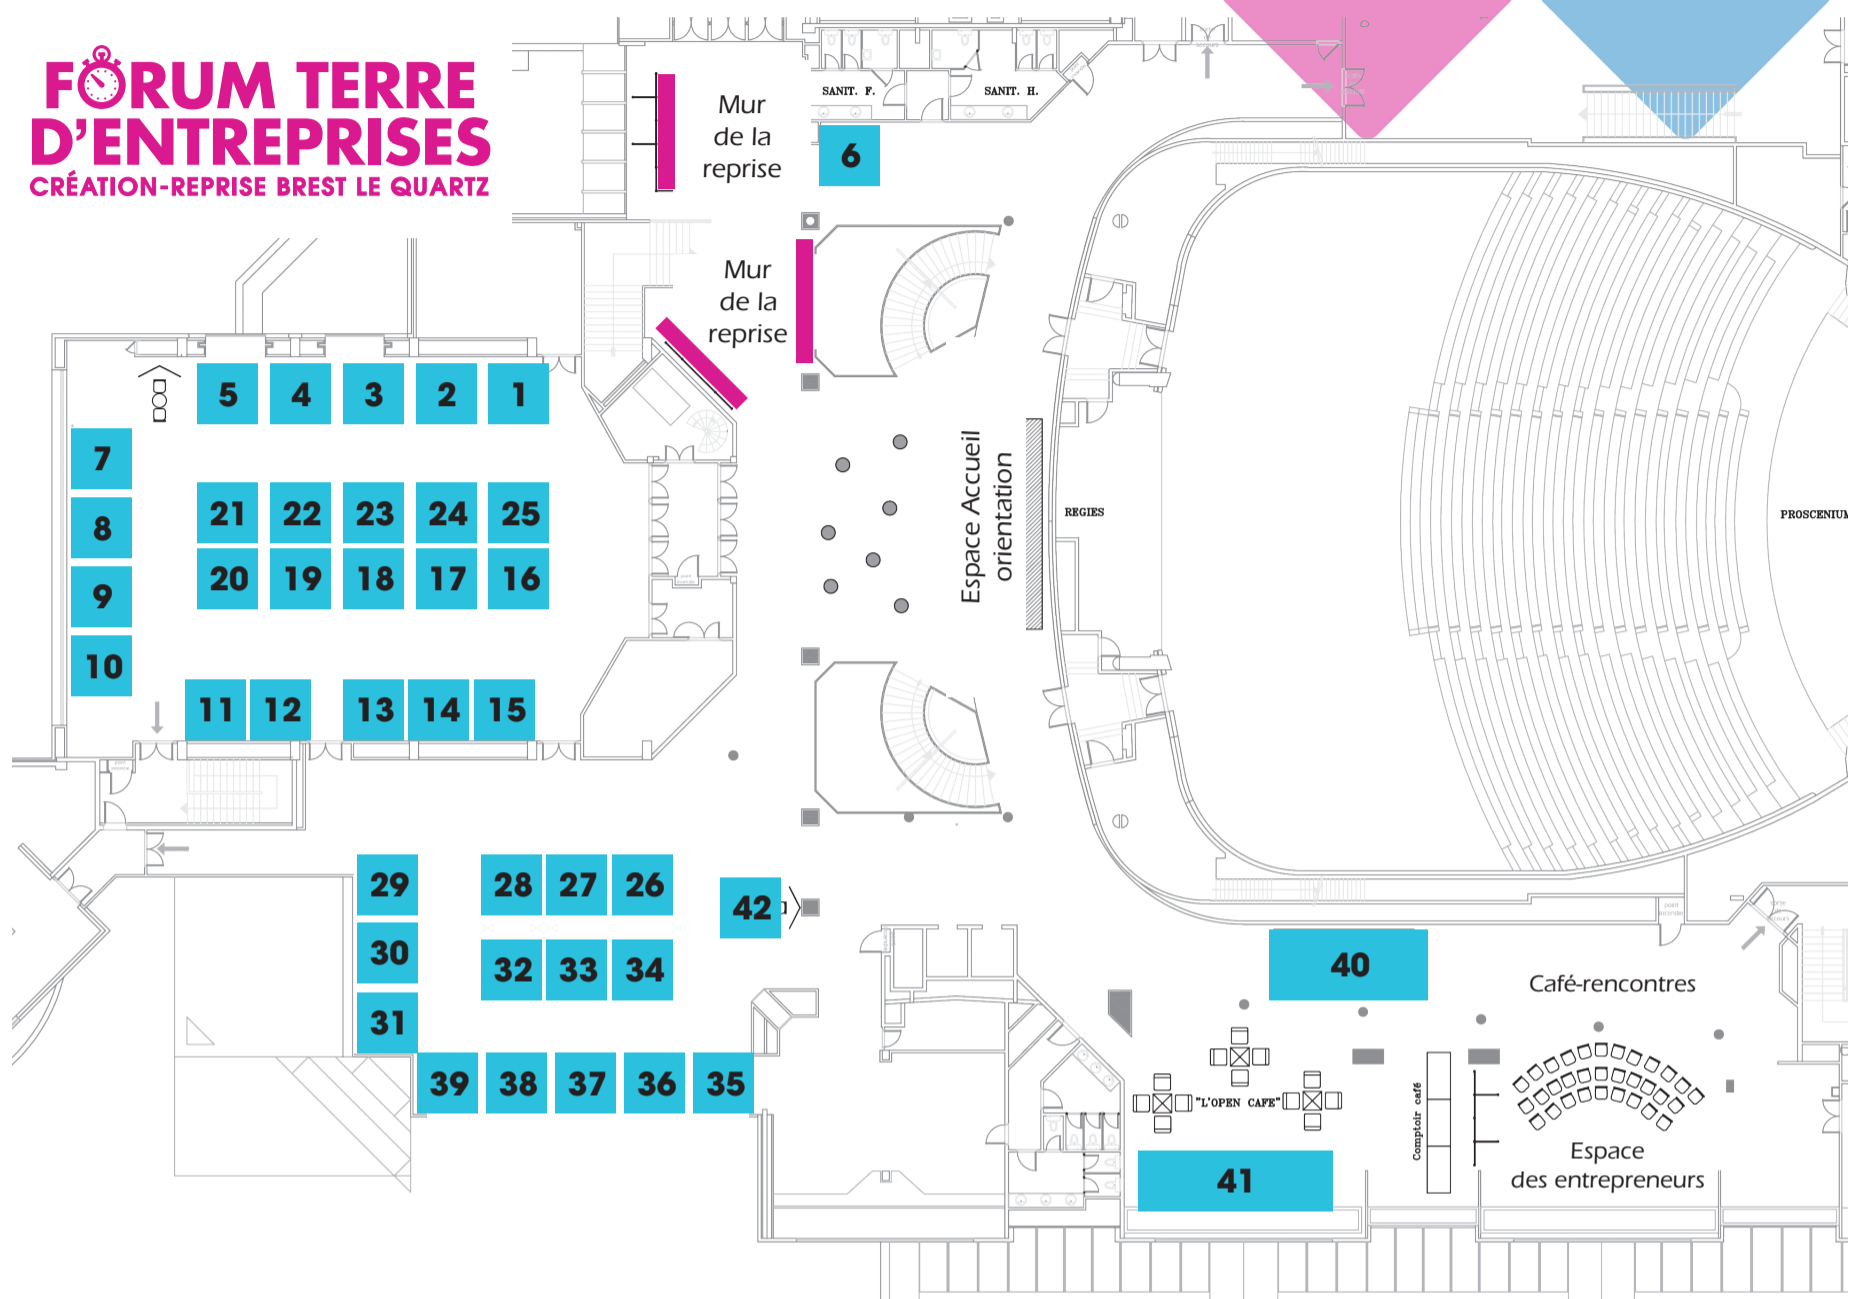 FORUM TERRE
D'ENTREPRISES
CRÉATION-REPRISE BREST LE QUARTZ
Mur
de la
reprise
SANIT. F.
SANIT. H.
6
Mur
de la
reprise
5
4
3
2
1
7
8
9
10
21
22
23
24
25
20
19
18
17
16
11
12
13
14
15
Espace Accueil
orientation
REGIES
PROSCENIUM
29
28
27
26
42
30
32
33
34
31
39
38
37
36
35
40
Café-rencontres
"L'OPEN CAFE"
Comptoir café
41
Espace
des entrepreneurs